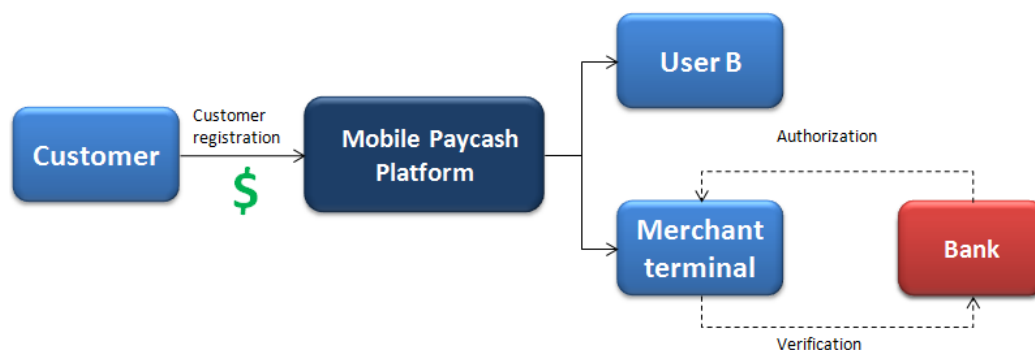 Customer
Customer
registration
$
Mobile Paycash
Platform
User B
Authorization
Merchant
terminal
Bank
Verification